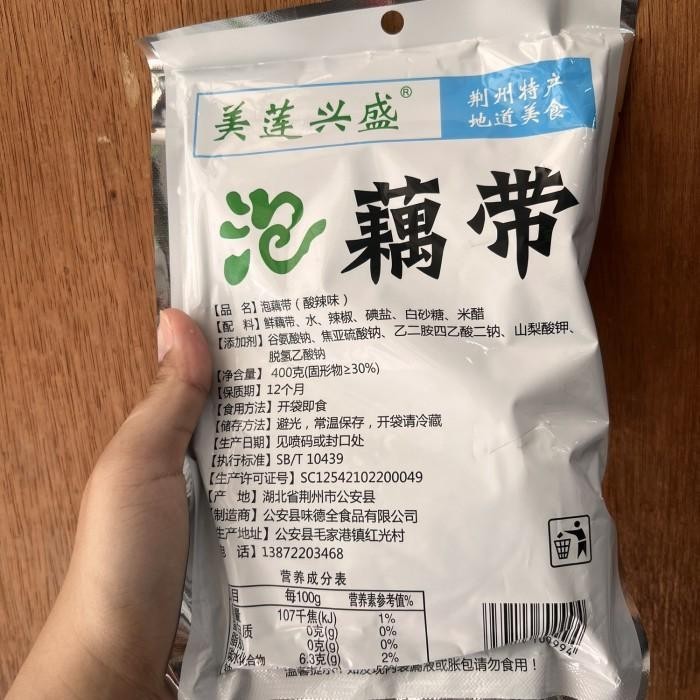 美莲兴盛®
荆州特产
地道美食
泡藕带
【品 名】泡藕带（酸辣味）
【配 料】鲜藕带、水、辣椒、碘盐、白砂糖、米醋
【添加剂】谷氨酸钠、焦亚硫酸钠、乙二胺四乙酸二钠、山梨酸钾、
脱氢乙酸钠
【净含量】 400克(固形物≥30%)
【保质期】12个月
【食用方法】开袋即食
【储存方法】避光，常温保存，开袋请冷藏
【生产日期】见喷码或封口处
【执行标准】SB/T 10439
【生产许可证号】SC12542102200049
【产 地】湖北省荆州市公安县
制造商】公安县味德全食品有限公司
生产地址】公安县毛家港镇红光村
话】13872203468
营养成分表
目 每100g 营养素参考值%
107千焦(kJ) 1%
质 0克(g) 0%
0克(g) 0%
水化合物 6.3克(g) 2%
漏液或胀包请勿食用！